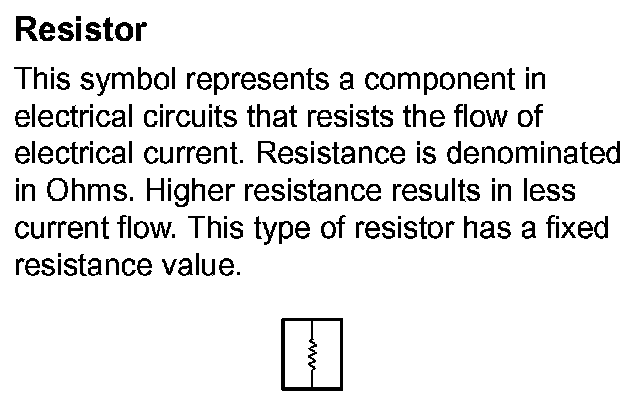 Resistor
This symbol represents a component in
electrical circuits that resists the flow of
electrical current. Resistance is denominated
in Ohms. Higher resistance results in less
current flow. This type of resistor has a fixed
resistance value.